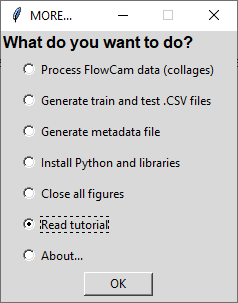 MORE...
What do you want to do?
Process FlowCam data (collages)
Generate train and test .CSV files
Generate metadata file
Install Python and libraries
Close all figures
Read tutorial
About...
OK